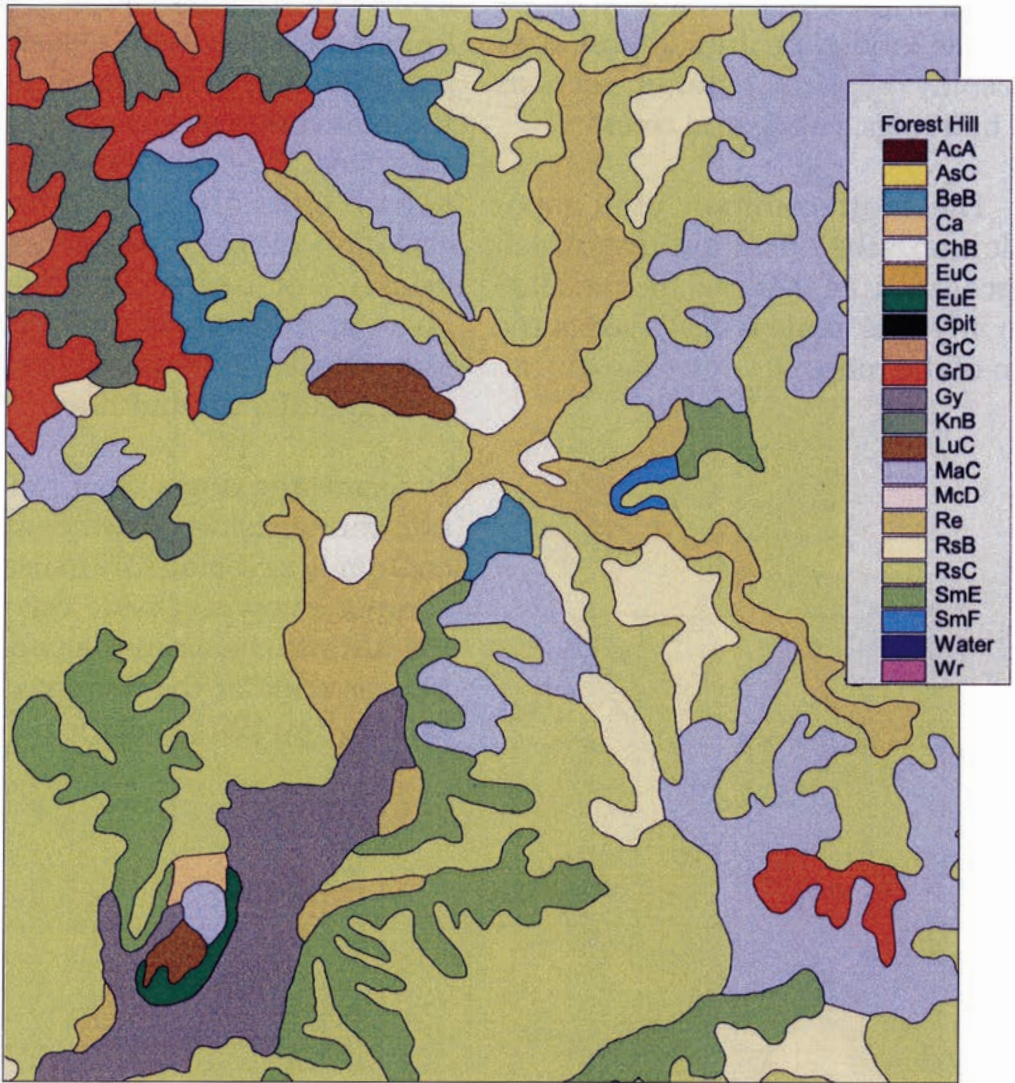 Forest Hill
AcA
AsC
BeB
Ca
ChB
EuC
EuE
Gpit
GrC
GrD
Gy
KnB
LuC
MaC
McD
Re
RsB
RsC
SmE
SmF
Water
Wr